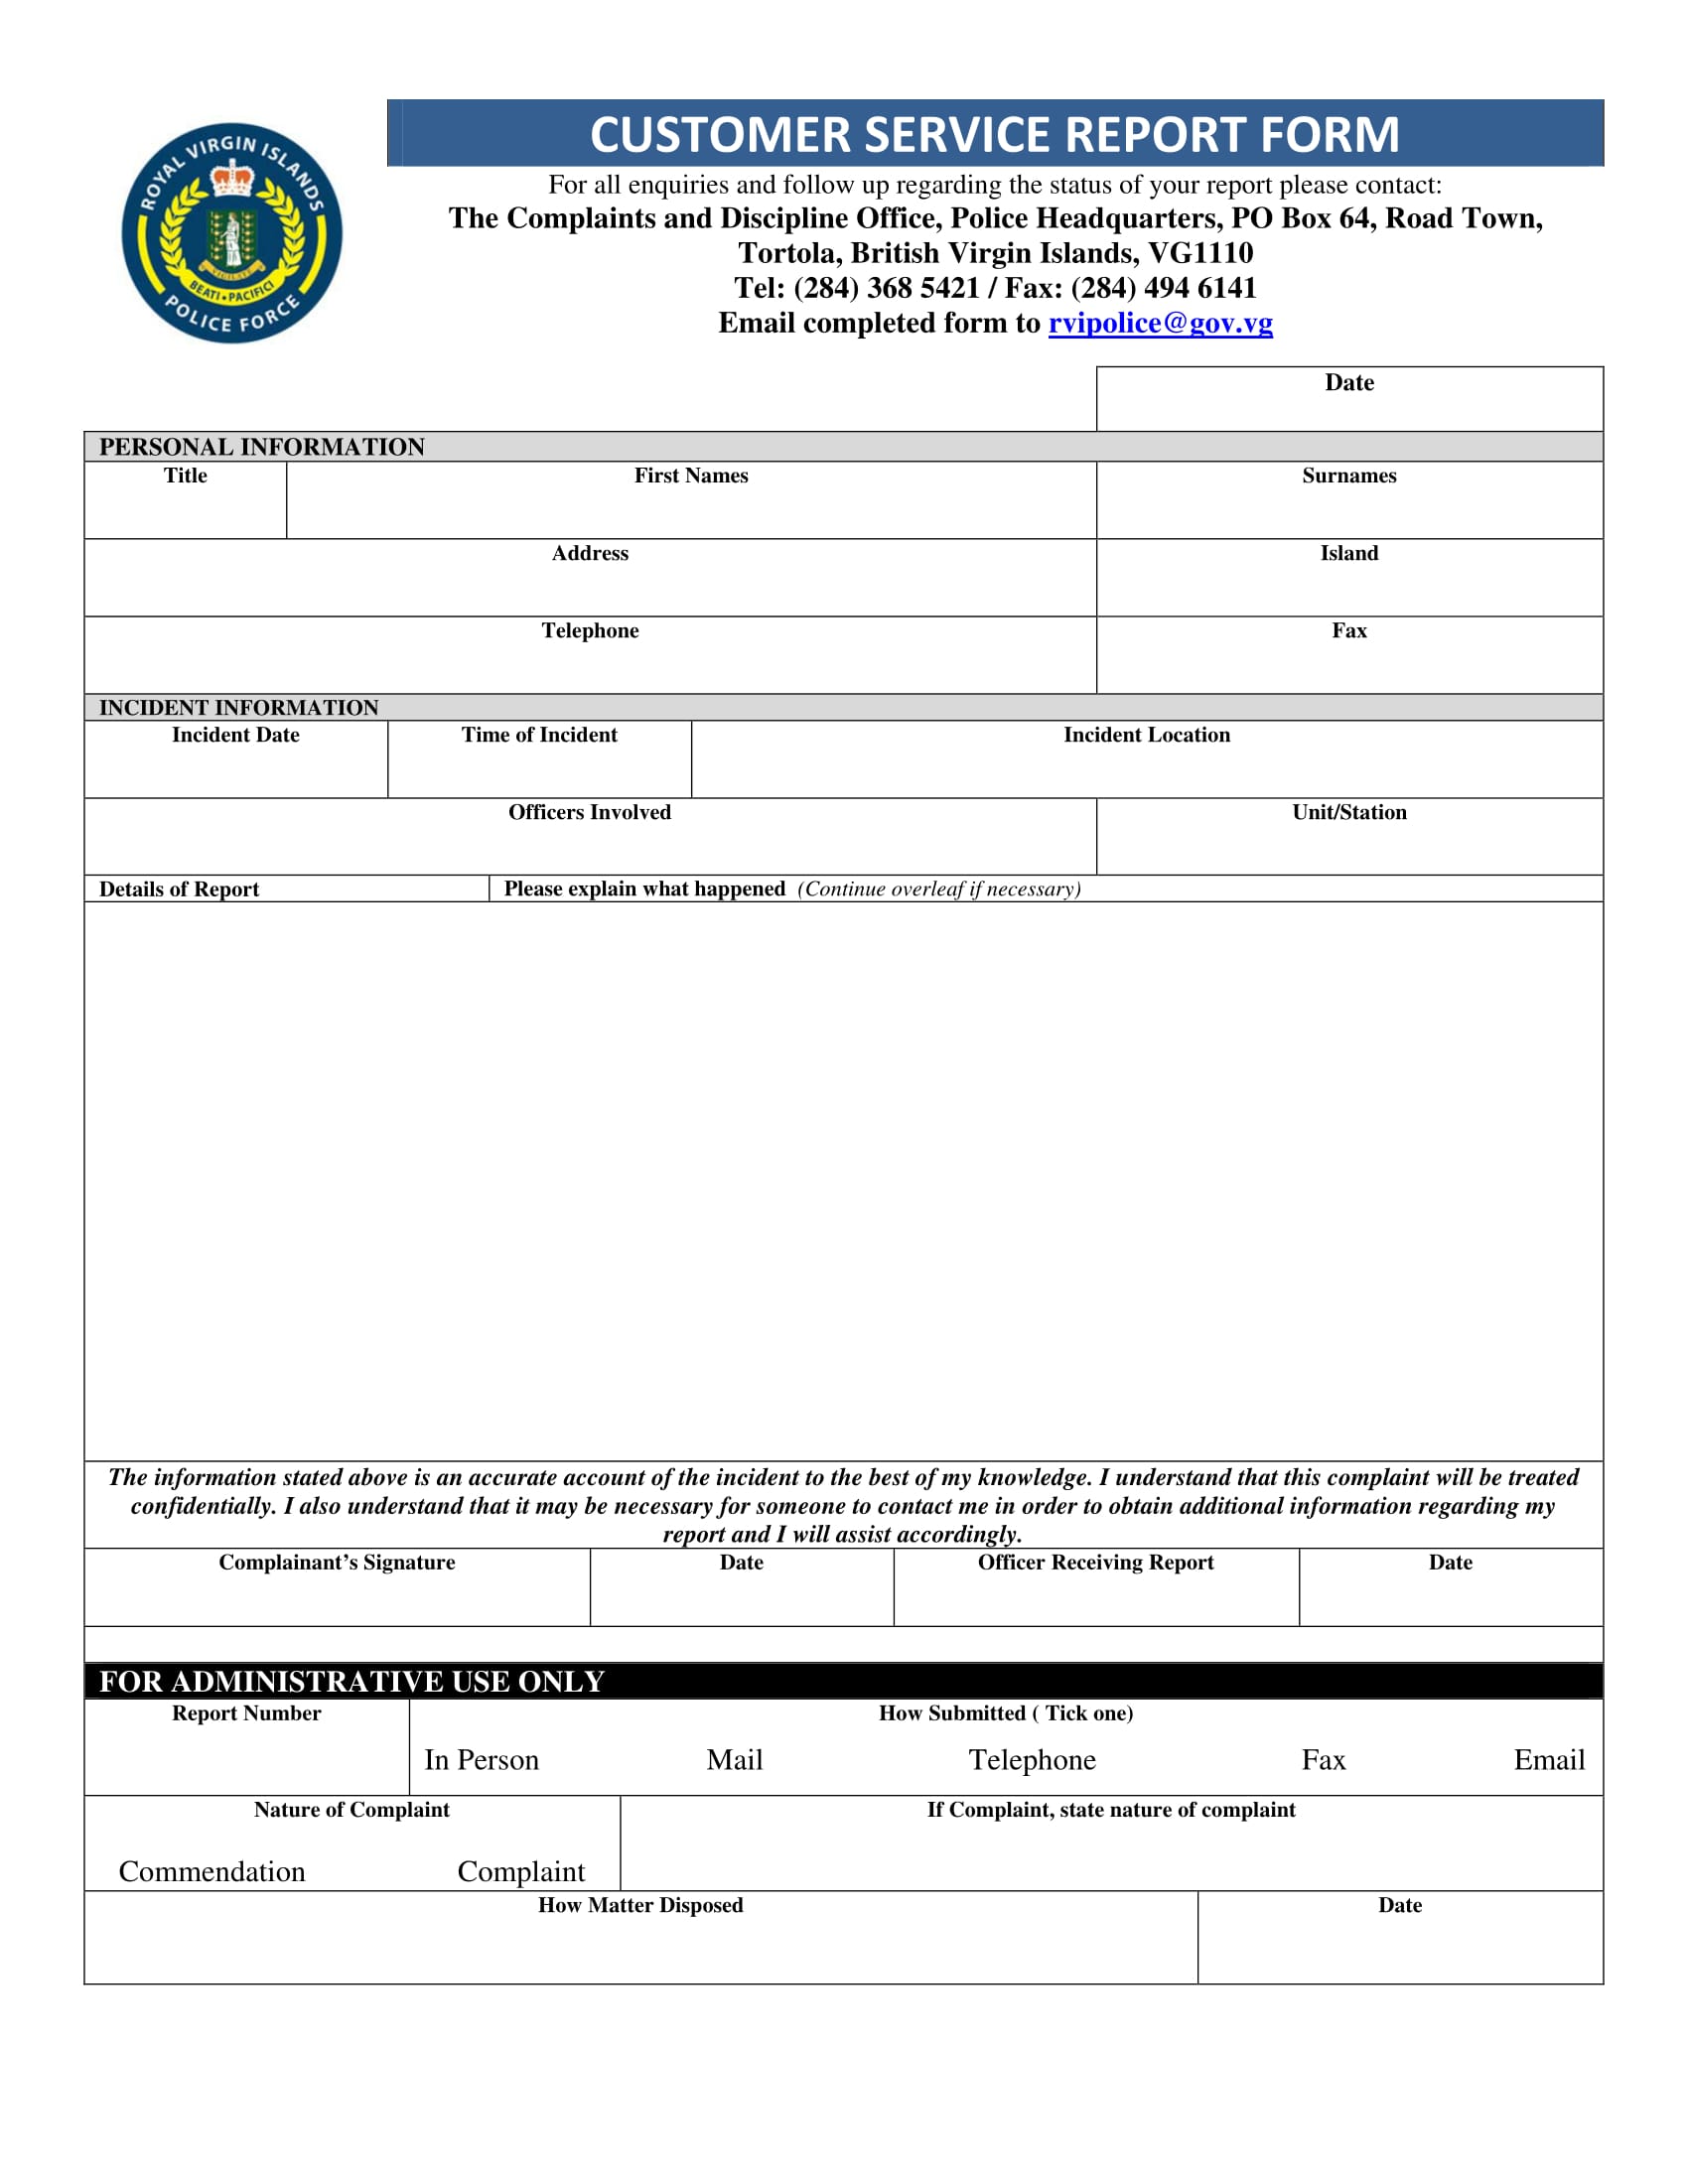 ROYAL VIRGIN ISLANDS
VIGILATE
BEATI • PACIFICI
POLICE FORCE
CUSTOMER SERVICE REPORT FORM
For all enquiries and follow up regarding the status of your report please contact:
The Complaints and Discipline Office, Police Headquarters, PO Box 64, Road Town,
Tortola, British Virgin Islands, VG1110
Tel: (284) 368 5421 / Fax: (284) 494 6141
Email completed form to rvipolice@gov.vg
Date
PERSONAL INFORMATION
Title First Names Surnames
Address Island
Telephone Fax
INCIDENT INFORMATION
Incident Date Time of Incident Incident Location
Officers Involved Unit/Station
Details of Report Please explain what happened (Continue overleaf if necessary)
The information stated above is an accurate account of the incident to the best of my knowledge. I understand that this complaint will be treated
confidentially. I also understand that it may be necessary for someone to contact me in order to obtain additional information regarding my
report and I will assist accordingly.
Complainant’s Signature Date Officer Receiving Report Date
FOR ADMINISTRATIVE USE ONLY
Report Number How Submitted ( Tick one)
In Person Mail Telephone Fax Email
Nature of Complaint If Complaint, state nature of complaint
Commendation Complaint
How Matter Disposed Date